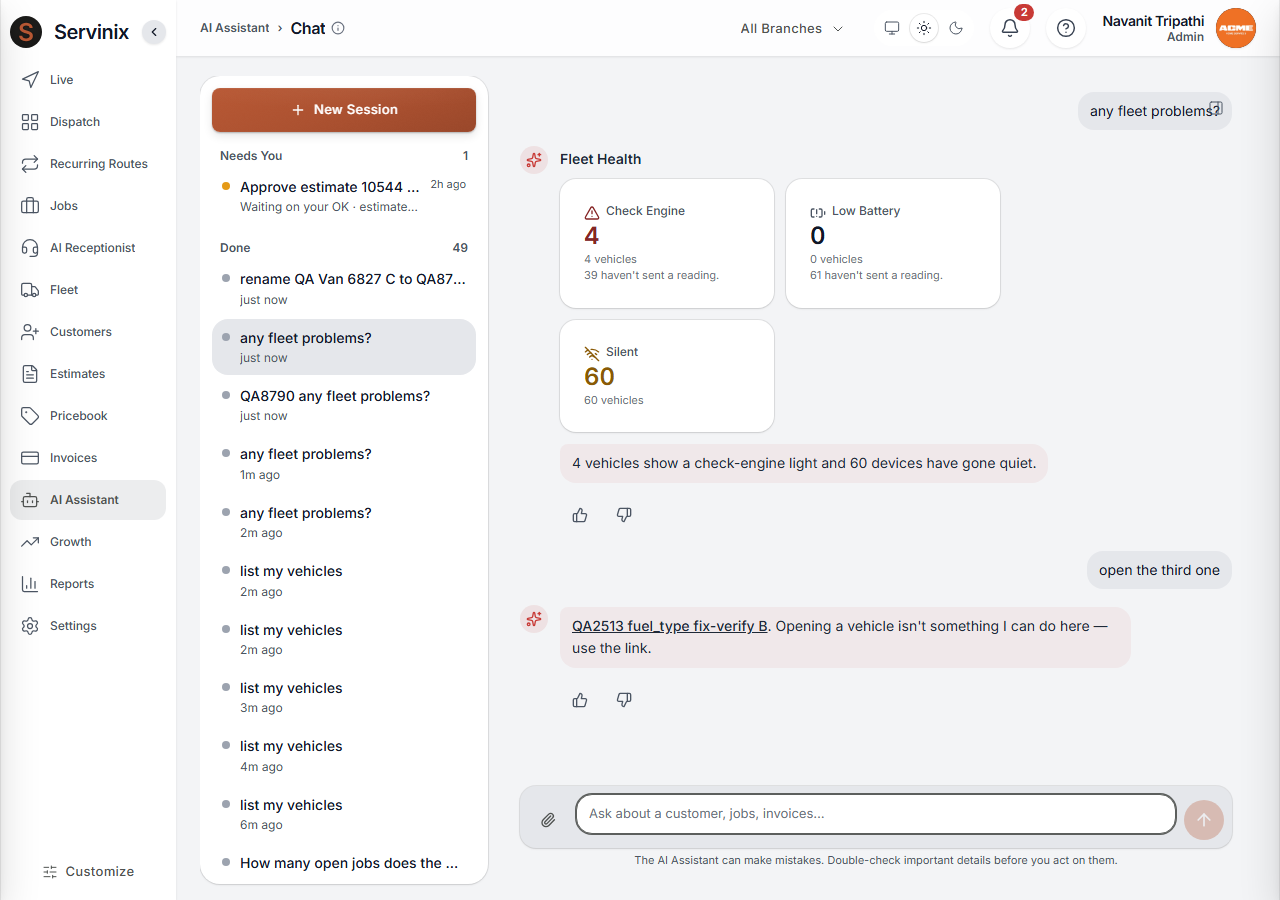 S Servinix
Live
Dispatch
Recurring Routes
Jobs
AI Receptionist
Fleet
Customers
Estimates
Pricebook
Invoices
AI Assistant
Growth
Reports
Settings
Customize
AI Assistant › Chat
All Branches
2
Navanit Tripathi
Admin
ACME
+ New Session
Needs You 1
Approve estimate 10544 ... 2h ago
Waiting on your OK · estimate...
Done 49
rename QA Van 6827 C to QA87...
just now
any fleet problems?
just now
QA8790 any fleet problems?
just now
any fleet problems?
1m ago
any fleet problems?
2m ago
list my vehicles
2m ago
list my vehicles
2m ago
list my vehicles
3m ago
list my vehicles
4m ago
list my vehicles
6m ago
How many open jobs does the ...
any fleet problems?
Fleet Health
Check Engine
4
4 vehicles
39 haven't sent a reading.
Low Battery
0
0 vehicles
61 haven't sent a reading.
Silent
60
60 vehicles
4 vehicles show a check-engine light and 60 devices have gone quiet.
open the third one
QA2513 fuel_type fix-verify B. Opening a vehicle isn't something I can do here —
use the link.
Ask about a customer, jobs, invoices...
The AI Assistant can make mistakes. Double-check important details before you act on them.